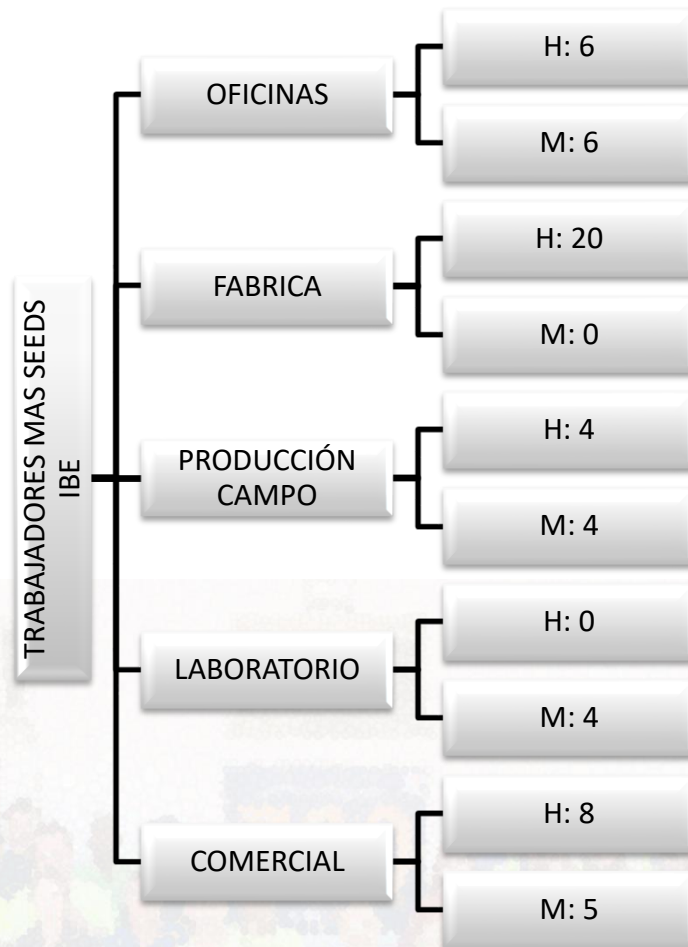 TRABAJADORES MAS SEEDS
IBE
OFICINAS
H: 6
M: 6
FABRICA
H: 20
M: 0
PRODUCCIÓN
CAMPO
H: 4
M: 4
LABORATORIO
H: 0
M: 4
COMERCIAL
H: 8
M: 5